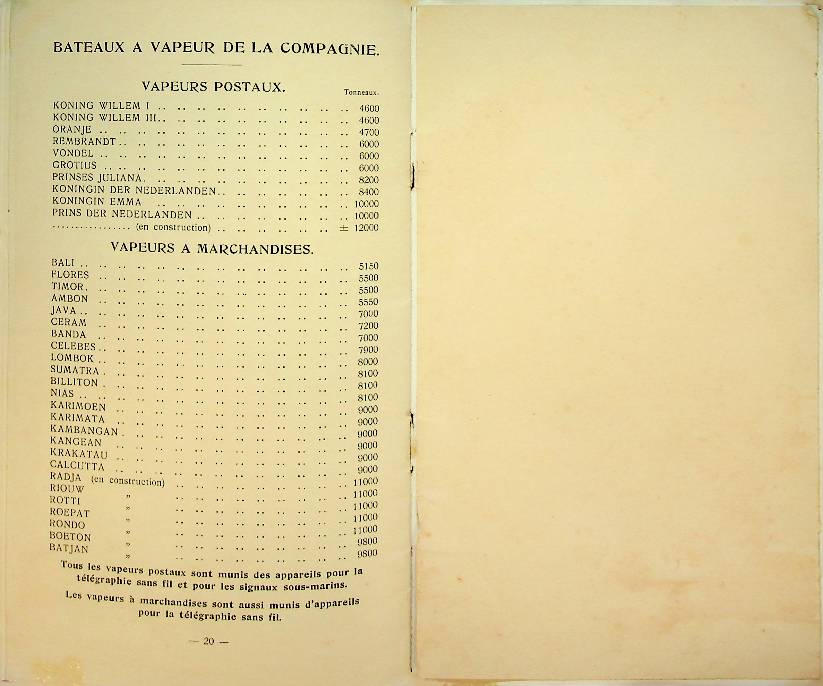 BATEAUX A VAPEUR DE LA COMPAGNIE.
VAPEURS POSTAUX.
Tonneaux.
KONING WILLEM I .. .. .. .. .. .. .. .. .. .. 4600
KONING WILLEM III.. .. .. .. .. .. .. .. .. .. 4600
ORANJE .. .. .. .. .. .. .. .. .. .. .. .. .. 4700
REMBRANDT.. .. .. .. .. .. .. .. .. .. .. .. 6000
VONDEL .. .. .. .. .. .. .. .. .. .. .. .. .. 6000
GROTIUS .. .. .. .. .. .. .. .. .. .. .. .. .. 6000
PRINSES JULIANA. .. .. .. .. .. .. .. .. .. .. 8200
KONINGIN DER NEDERLANDEN.. .. .. .. .. .. .. 8400
KONINGIN EMMA .. .. .. .. .. .. .. .. .. .. 10000
PRINS DER NEDERLANDEN .. .. .. .. .. .. .. .. 10000
................. (en construction) .. .. .. .. .. .. ± 12000
VAPEURS A MARCHANDISES.
BALI .. .. .. .. .. .. .. .. .. .. .. .. .. .. 5150
FLORES .. .. .. .. .. .. .. .. .. .. .. .. .. 5500
TIMOR. .. .. .. .. .. .. .. .. .. .. .. .. .. 5500
AMBON .. .. .. .. .. .. .. .. .. .. .. .. .. 5550
JAVA .. .. .. .. .. .. .. .. .. .. .. .. .. .. 7000
CERAM .. .. .. .. .. .. .. .. .. .. .. .. .. 7200
BANDA .. .. .. .. .. .. .. .. .. .. .. .. .. 7000
CELEBES .. .. .. .. .. .. .. .. .. .. .. .. .. 7900
LOMBOK .. .. .. .. .. .. .. .. .. .. .. .. .. 8000
SUMATRA . .. .. .. .. .. .. .. .. .. .. .. .. 8100
BILLITON . .. .. .. .. .. .. .. .. .. .. .. .. 8100
NIAS .. .. .. .. .. .. .. .. .. .. .. .. .. .. 8100
KARIMOEN .. .. .. .. .. .. .. .. .. .. .. .. 9000
KARIMATA .. .. .. .. .. .. .. .. .. .. .. .. 9000
KAMBANGAN . .. .. .. .. .. .. .. .. .. .. .. 9000
KANGEAN .. .. .. .. .. .. .. .. .. .. .. .. 9000
KRAKATAU .. .. .. .. .. .. .. .. .. .. .. .. 9000
CALCUTTA .. .. .. .. .. .. .. .. .. .. .. .. 9000
RADJA (en construction) .. .. .. .. .. .. .. .. .. 11000
RIOUW „ .. .. .. .. .. .. .. .. .. 11000
ROTTI „ .. .. .. .. .. .. .. .. .. 11000
ROEPAT „ .. .. .. .. .. .. .. .. .. 11000
RONDO „ .. .. .. .. .. .. .. .. .. 11000
BOETON „ .. .. .. .. .. .. .. .. .. 9800
BATJAN „ .. .. .. .. .. .. .. .. .. 9800
Tous les vapeurs postaux sont munis des appareils pour la
télégraphie sans fil et pour les signaux sous-marins.
Les vapeurs à marchandises sont aussi munis d'appareils
pour la télégraphie sans fil.
— 20 —